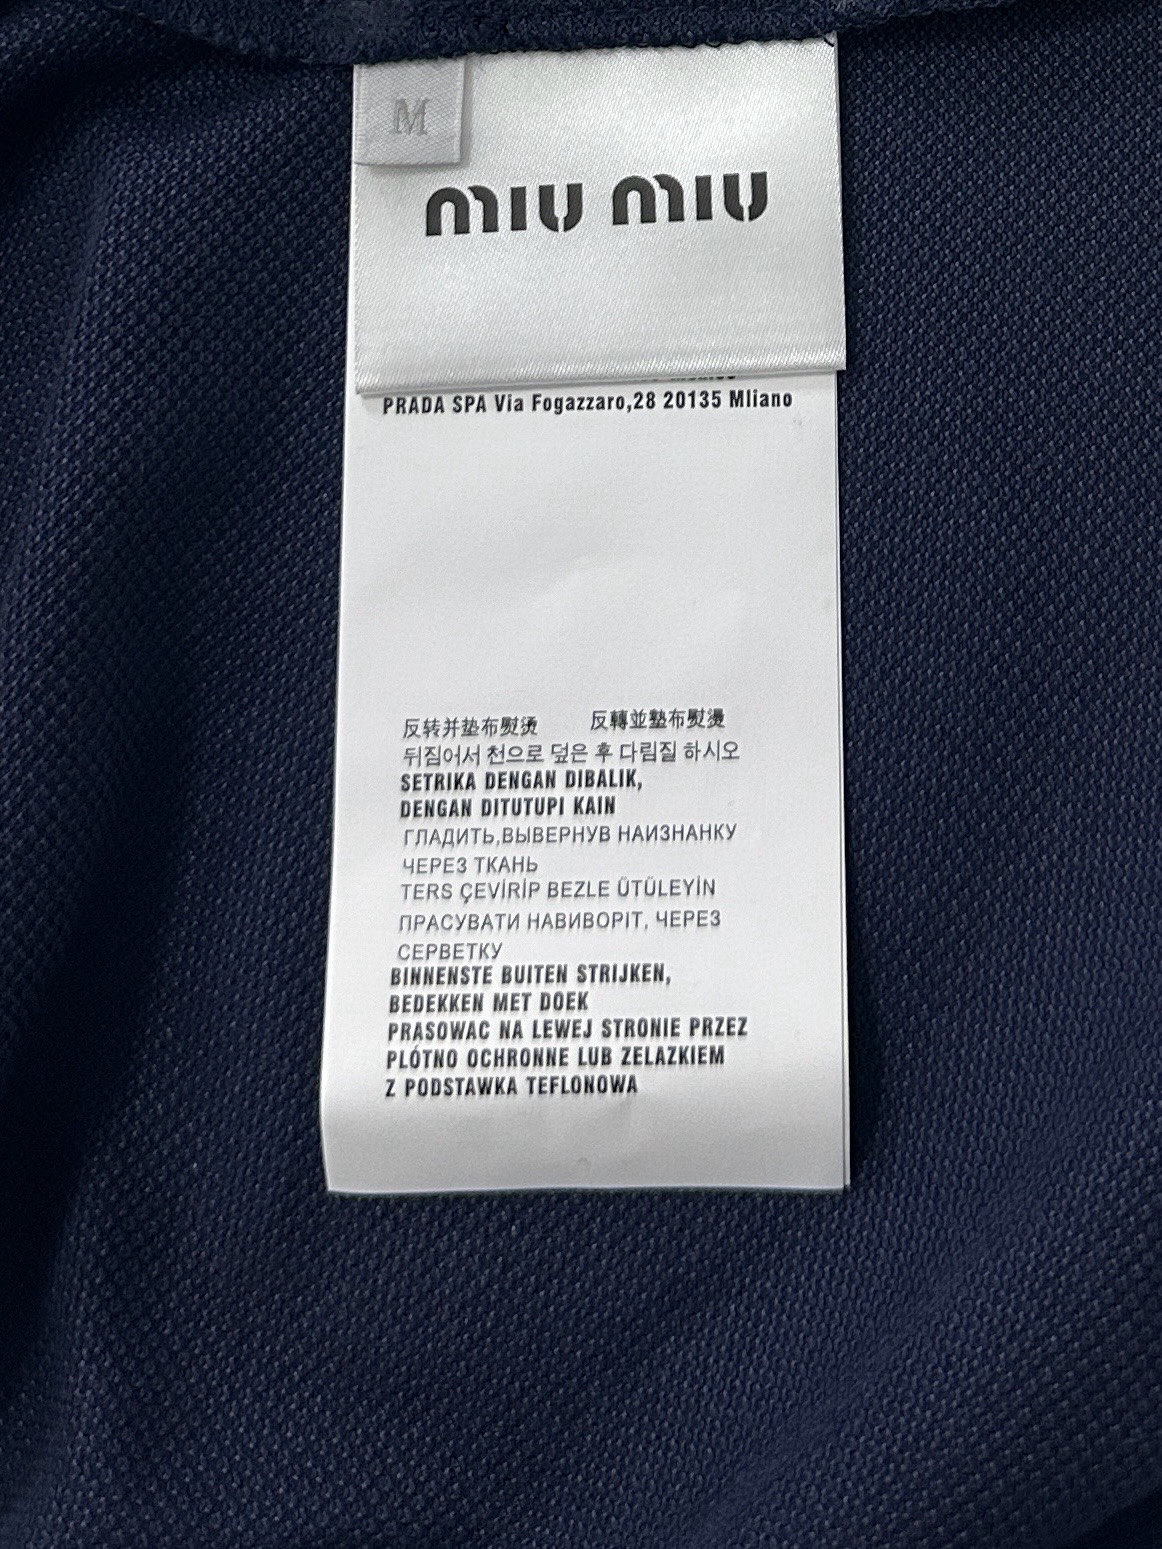 M
miu miu
PRADA SPA Via Fogazzaro,28 20135 Mliano
反转并垫布熨烫 反轉並墊布熨燙
뒤집어서 천으로 덮은 후 다림질 하시오
SETRIKA DENGAN DIBALIK,
DENGAN DITUTUPI KAIN
ГЛАДИТЬ,ВЫВЕРНУВ НАИЗНАНКУ
ЧЕРЕЗ ТКАНЬ
TERS ÇEVİRİP BEZLE ÜTÜLEYİN
ПРАСУВАТИ НАВИВОРІТ, ЧЕРЕЗ
СЕРВЕТКУ
BINNENSTE BUITEN STRIJKEN,
BEDEKKEN MET DOEK
PRASOWAC NA LEWEJ STRONIE PRZEZ
PLÓTNO OCHRONNE LUB ZELAZKIEM
Z PODSTAWKA TEFLONOWA